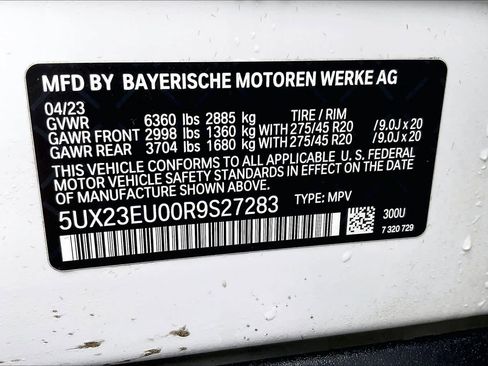 MFD BY BAYERISCHE MOTOREN WERKE AG
04/23
GVWR 6360 lbs 2885 kg TIRE / RIM
GAWR FRONT 2998 lbs 1360 kg WITH 275/45 R20 /9.0J x 20
GAWR REAR 3704 lbs 1680 kg WITH 275/45 R20 /9.0J x 20
THIS VEHICLE CONFORMS TO ALL APPLICABLE U. S. FEDERAL
MOTOR VEHICLE SAFETY STANDARDS IN EFFECT ON THE DATE OF
MANUFACTURE SHOWN ABOVE.
5UX23EU00R9S27283 TYPE: MPV
300U
7 320 729